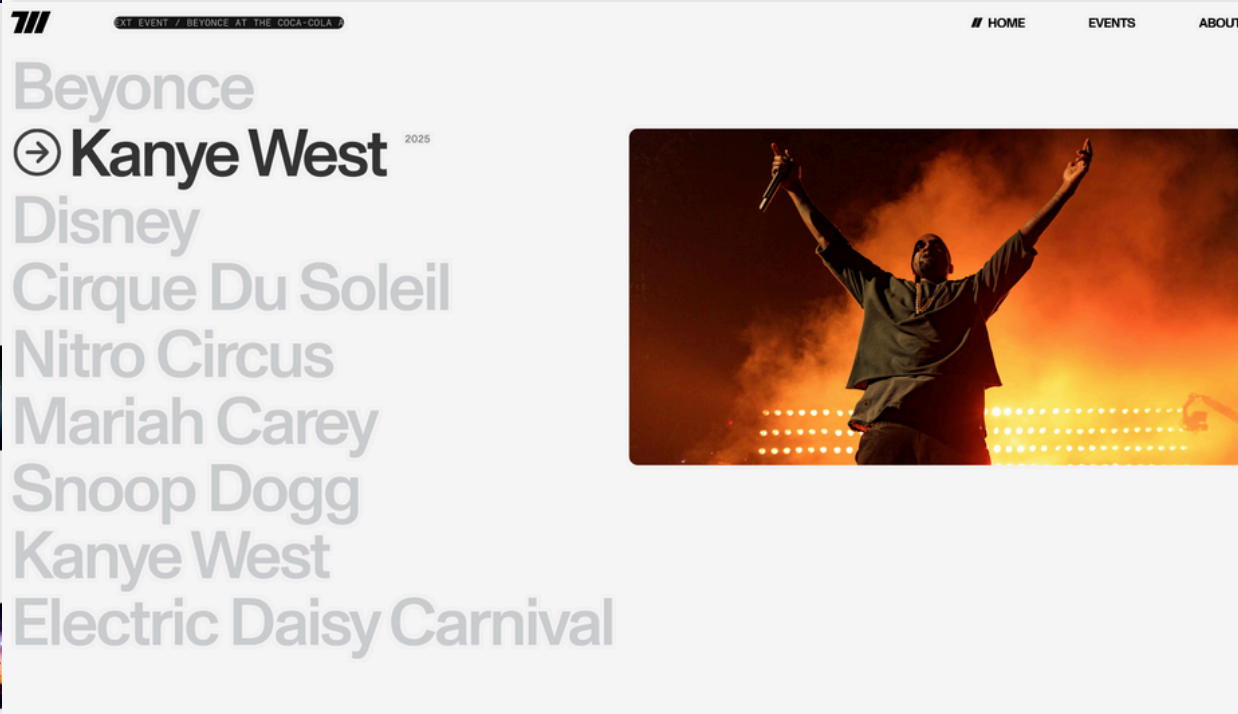 EXT EVENT / BEYONCE AT THE COCA-COLA A
HOME EVENTS ABOUT
Beyonce
Kanye West 2025
Disney
Cirque Du Soleil
Nitro Circus
Mariah Carey
Snoop Dogg
Kanye West
Electric Daisy Carnival